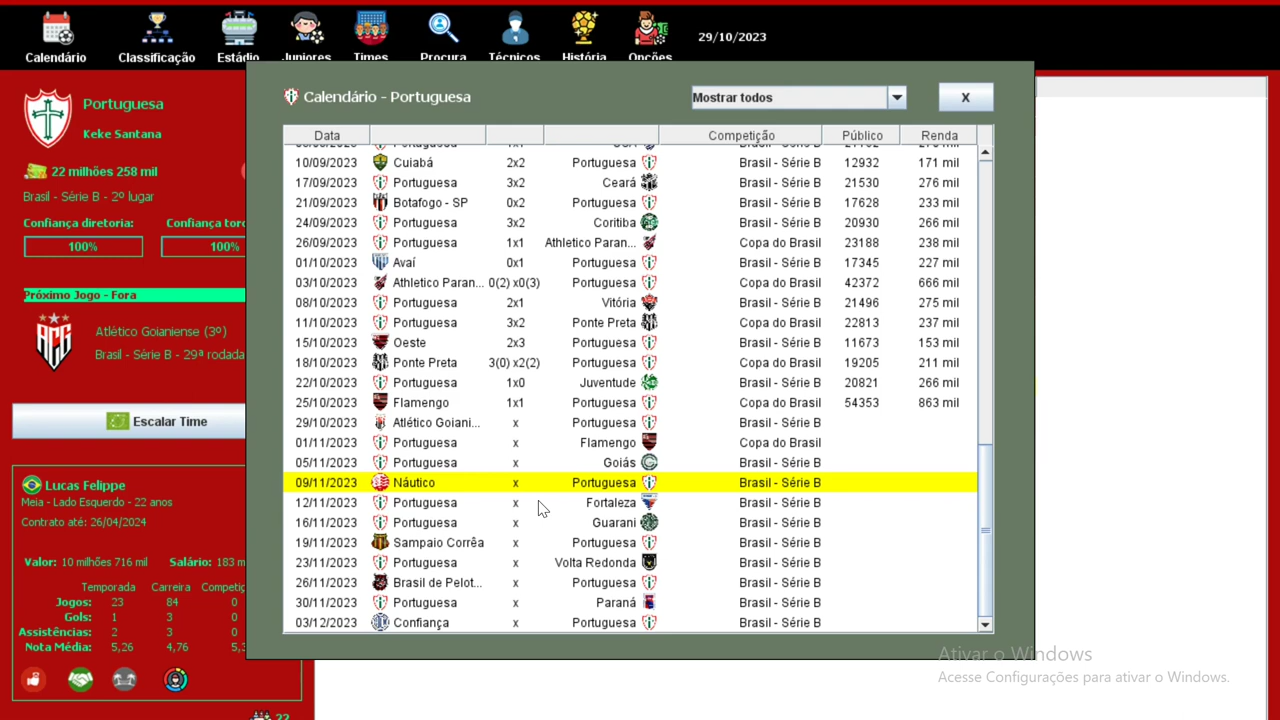 Calendário Classificação Estádio Juniores Times Procura Técnicos História Opções 29/10/2023
Portuguesa
Keke Santana
22 milhões 258 mil
Brasil - Série B - 2º lugar
Confiança diretoria: Confiança torc
100% 100%
Próximo Jogo - Fora
Atlético Goianiense (3º)
Brasil - Série B - 29ª rodada
Escalar Time
Lucas Felippe
Meia - Lado Esquerdo - 22 anos
Contrato até: 26/04/2024
Valor: 10 milhões 716 mil Salário: 183 m
Temporada Carreira Competiç
Jogos: 23 84 0
Gols: 1 3 0
Assistências: 2 3 0
Nota Média: 5,26 4,76 5,3
22
Calendário - Portuguesa Mostrar todos X
Data Competição Público Renda
10/09/2023 Cuiabá 2x2 Portuguesa Brasil - Série B 12932 171 mil
17/09/2023 Portuguesa 3x2 Ceará Brasil - Série B 21530 276 mil
21/09/2023 Botafogo - SP 0x2 Portuguesa Brasil - Série B 17628 233 mil
24/09/2023 Portuguesa 3x2 Coritiba Brasil - Série B 20930 266 mil
26/09/2023 Portuguesa 1x1 Athletico Paran... Copa do Brasil 23188 238 mil
01/10/2023 Avaí 0x1 Portuguesa Brasil - Série B 17345 227 mil
03/10/2023 Athletico Paran... 0(2) x0(3) Portuguesa Copa do Brasil 42372 666 mil
08/10/2023 Portuguesa 2x1 Vitória Brasil - Série B 21496 275 mil
11/10/2023 Portuguesa 3x2 Ponte Preta Copa do Brasil 22813 237 mil
15/10/2023 Oeste 2x3 Portuguesa Brasil - Série B 11673 153 mil
18/10/2023 Ponte Preta 3(0) x2(2) Portuguesa Copa do Brasil 19205 211 mil
22/10/2023 Portuguesa 1x0 Juventude Brasil - Série B 20821 266 mil
25/10/2023 Flamengo 1x1 Portuguesa Copa do Brasil 54353 863 mil
29/10/2023 Atlético Goiani... x Portuguesa Brasil - Série B
01/11/2023 Portuguesa x Flamengo Copa do Brasil
05/11/2023 Portuguesa x Goiás Brasil - Série B
09/11/2023 Náutico x Portuguesa Brasil - Série B
12/11/2023 Portuguesa x Fortaleza Brasil - Série B
16/11/2023 Portuguesa x Guarani Brasil - Série B
19/11/2023 Sampaio Corrêa x Portuguesa Brasil - Série B
23/11/2023 Portuguesa x Volta Redonda Brasil - Série B
26/11/2023 Brasil de Pelot... x Portuguesa Brasil - Série B
30/11/2023 Portuguesa x Paraná Brasil - Série B
03/12/2023 Confiança x Portuguesa Brasil - Série B
Ativar o Windows
Acesse Configurações para ativar o Windows.